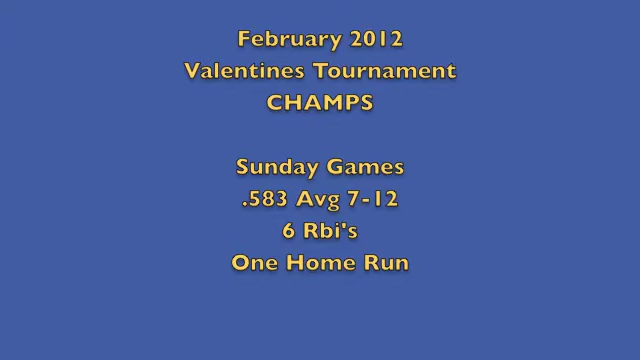 February 2012
Valentines Tournament
CHAMPS
Sunday Games
.583 Avg 7-12
6 Rbi's
One Home Run